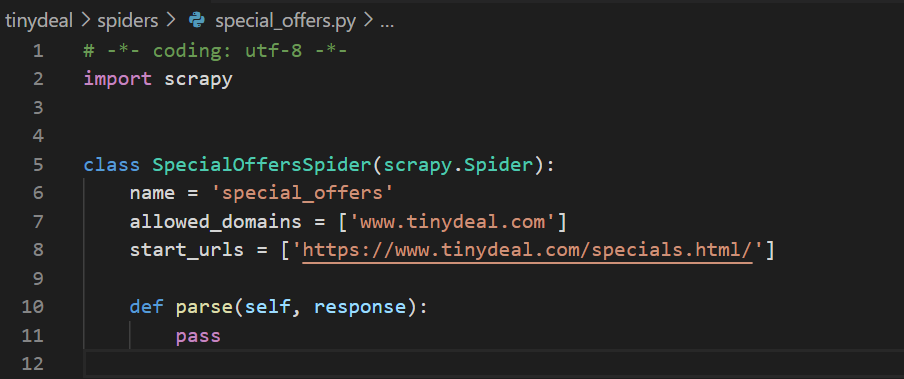 tinydeal > spiders > special_offers.py > ...
1 # -*- coding: utf-8 -*-
2 import scrapy
3
4
5 class SpecialOffersSpider(scrapy.Spider):
6     name = 'special_offers'
7     allowed_domains = ['www.tinydeal.com']
8     start_urls = ['https://www.tinydeal.com/specials.html/']
9
10     def parse(self, response):
11         pass
12